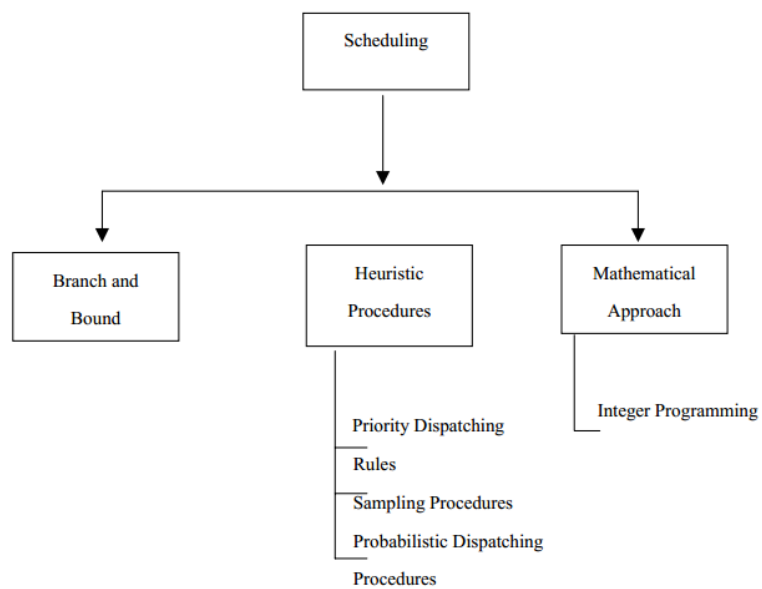 Scheduling
Branch and
Bound
Heuristic
Procedures
Mathematical
Approach
Integer Programming
Priority Dispatching
Rules
Sampling Procedures
Probabilistic Dispatching
Procedures